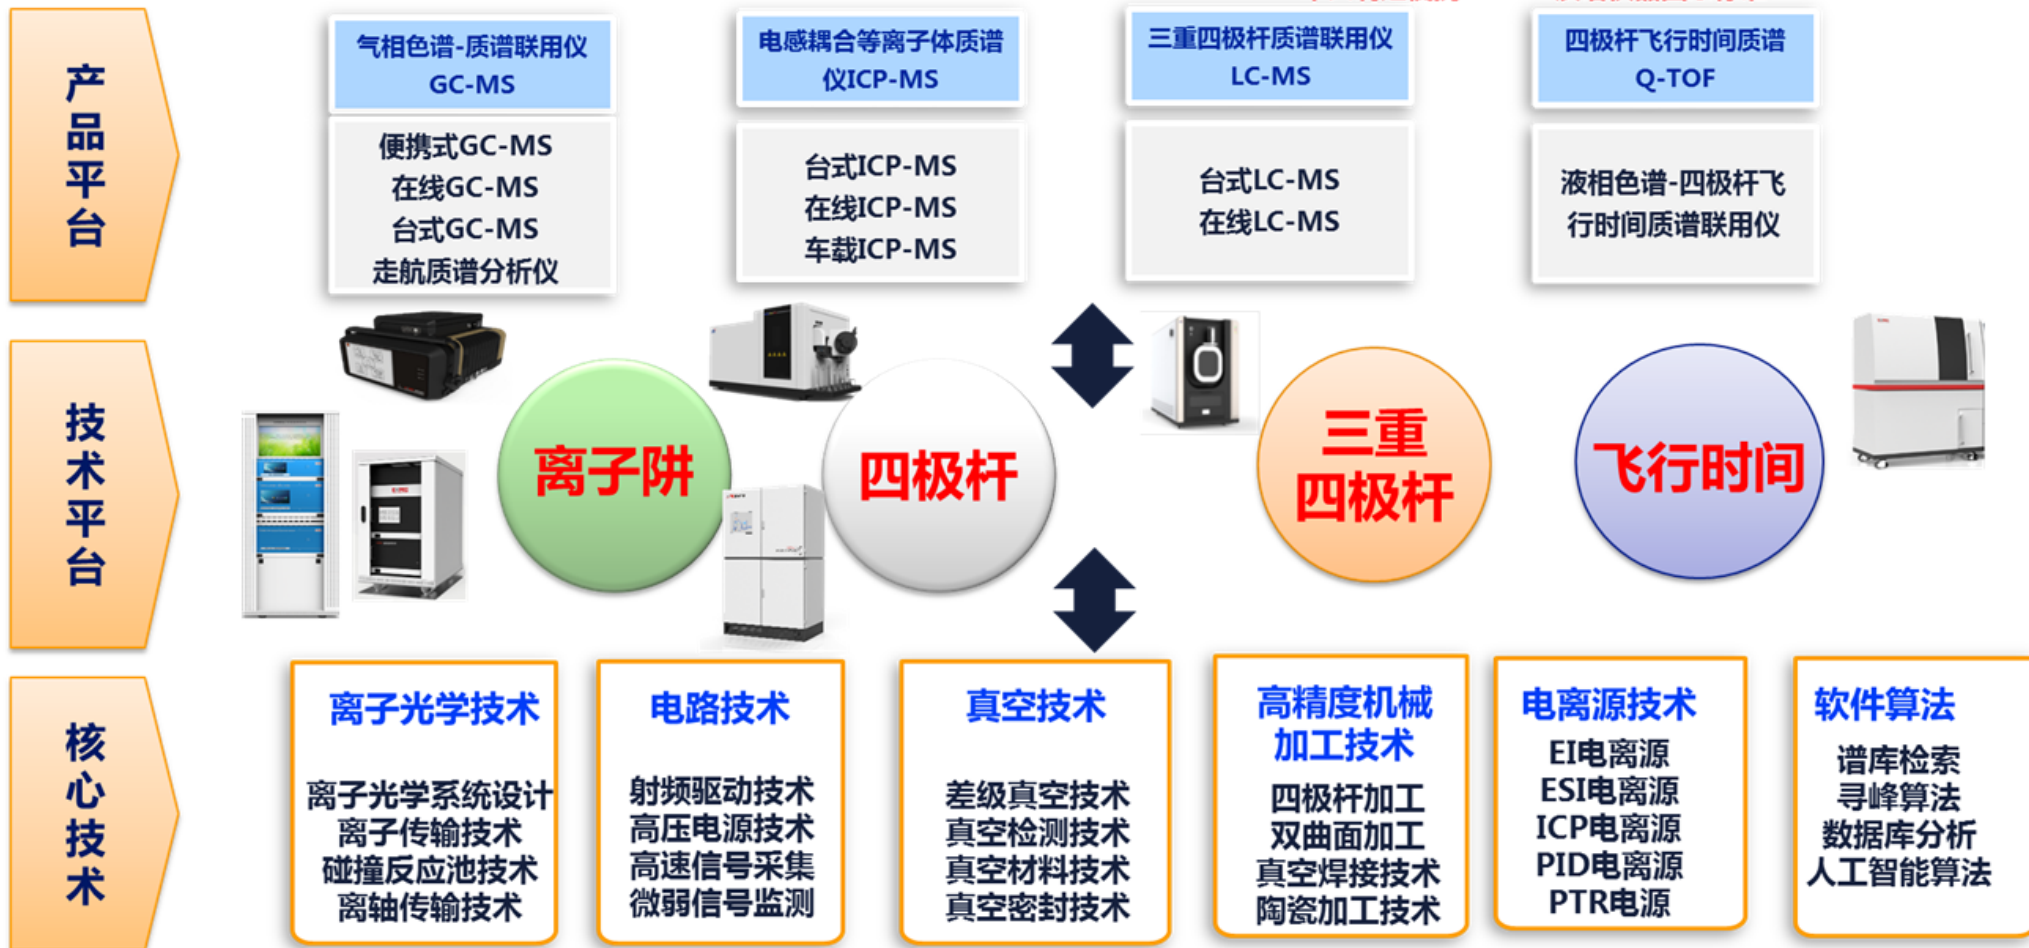 产品平台
气相色谱-质谱联用仪
GC-MS
便携式GC-MS
在线GC-MS
台式GC-MS
走航质谱分析仪
电感耦合等离子体质谱
仪ICP-MS
台式ICP-MS
在线ICP-MS
车载ICP-MS
三重四极杆质谱联用仪
LC-MS
台式LC-MS
在线LC-MS
四极杆飞行时间质谱
Q-TOF
液相色谱-四极杆飞
行时间质谱联用仪
技术平台
离子阱
四极杆
三重
四极杆
飞行时间
核心技术
离子光学技术
离子光学系统设计
离子传输技术
碰撞反应池技术
离轴传输技术
电路技术
射频驱动技术
高压电源技术
高速信号采集
微弱信号监测
真空技术
差级真空技术
真空检测技术
真空材料技术
真空密封技术
高精度机械
加工技术
四极杆加工
双曲面加工
真空焊接技术
陶瓷加工技术
电离源技术
EI电离源
ESI电离源
ICP电离源
PID电离源
PTR电源
软件算法
谱库检索
寻峰算法
数据库分析
人工智能算法